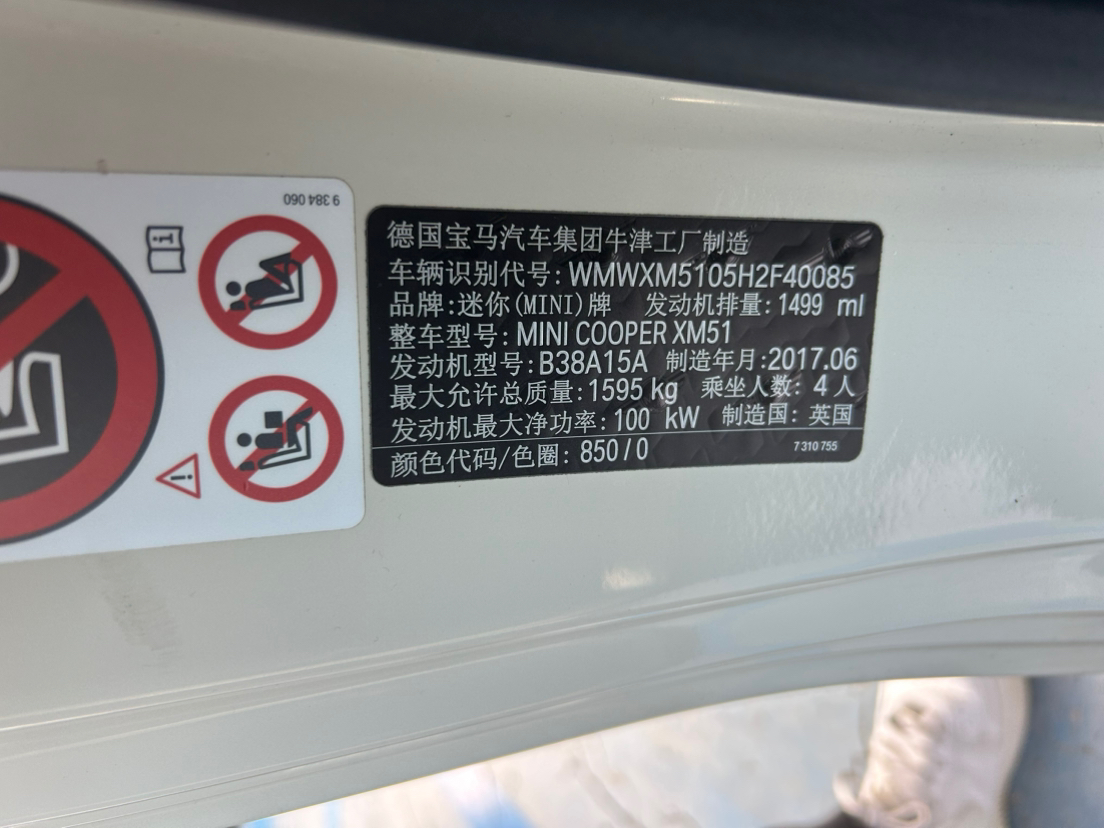 9 384 060
德国宝马汽车集团牛津工厂制造
车辆识别代号: WMWXM5105H2F40085
品牌:迷你(MINI)牌 发动机排量: 1499 ml
整车型号: MINI COOPER XM51
发动机型号: B38A15A 制造年月:2017.06
最大允许总质量: 1595 kg 乘坐人数: 4 人
发动机最大净功率: 100 kW 制造国: 英国
颜色代码/色圈: 850 / 0
7 310 755